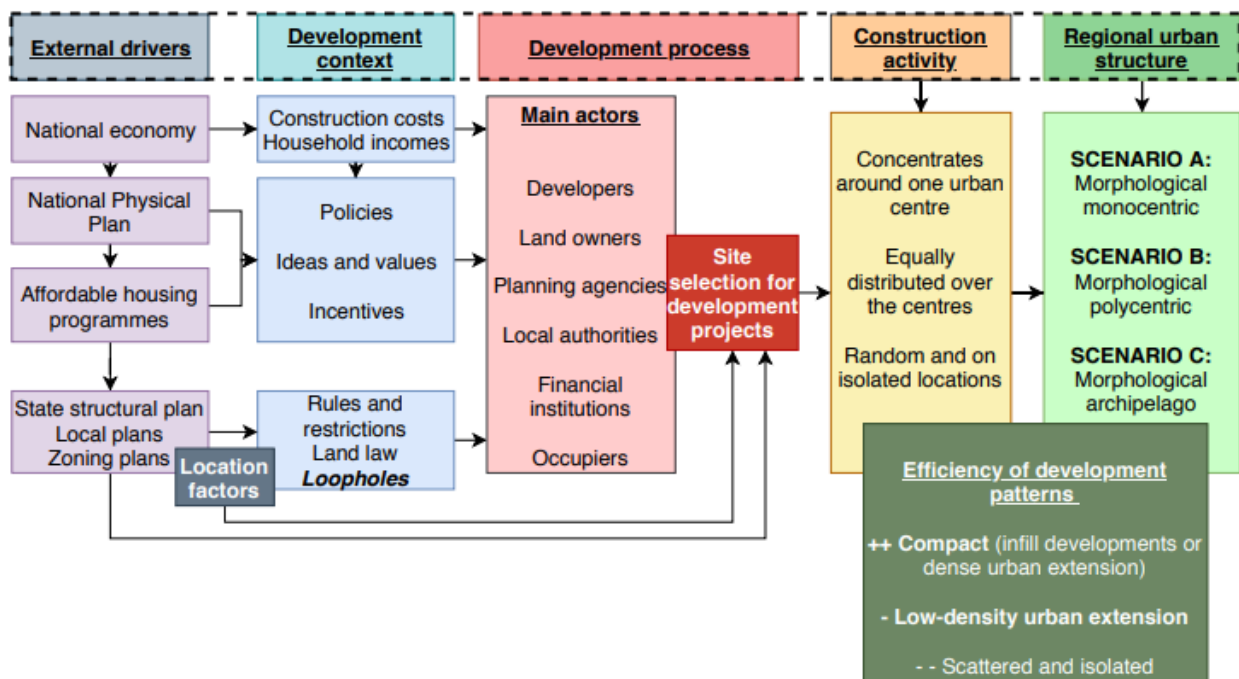 External drivers
Development
context
Development process
Construction
activity
Regional urban
structure
National economy
National Physical
Plan
Affordable housing
programmes
State structural plan
Local plans
Zoning plans
Location
factors
Construction costs
Household incomes
Policies
Ideas and values
Incentives
Rules and
restrictions
Land law
Loopholes
Main actors
Developers
Land owners
Planning agencies
Local authorities
Financial
institutions
Occupiers
Site
selection for
development
projects
Concentrates
around one urban
centre
Equally
distributed over
the centres
Random and on
isolated locations
SCENARIO A:
Morphological
monocentric
SCENARIO B:
Morphological
polycentric
SCENARIO C:
Morphological
archipelago
Efficiency of development
patterns
++ Compact (infill developments or
dense urban extension)
- Low-density urban extension
- - Scattered and isolated